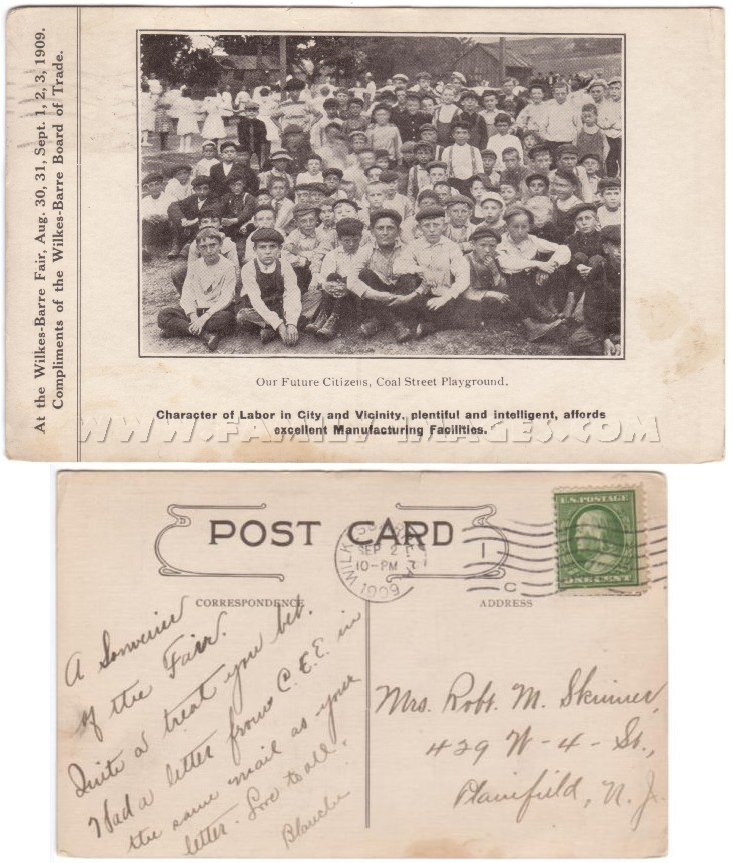 At the Wilkes-Barre Fair, Aug. 30, 31, Sept. 1, 2, 3, 1909.
Compliments of the Wilkes-Barre Board of Trade.
Our Future Citizens, Coal Street Playground.
Character of Labor in City and Vicinity, plentiful and intelligent, affords
excellent Manufacturing Facilities.
WWW.FAMILY-IMAGES.COM
POST CARD
WILKES
SEP 2
10-PM
1909
1
C
U.S. POSTAGE
ONE CENT
CORRESPONDENCE
ADDRESS
A Souvenir
of the Fair.
Quite a treat you bet.
Had a letter from C.E.E. in
the same mail as your
letter. Love to all.
Blanche
Mrs. Robt. M. Skinner,
429 W-4-St.,
Plainfield, N.J.